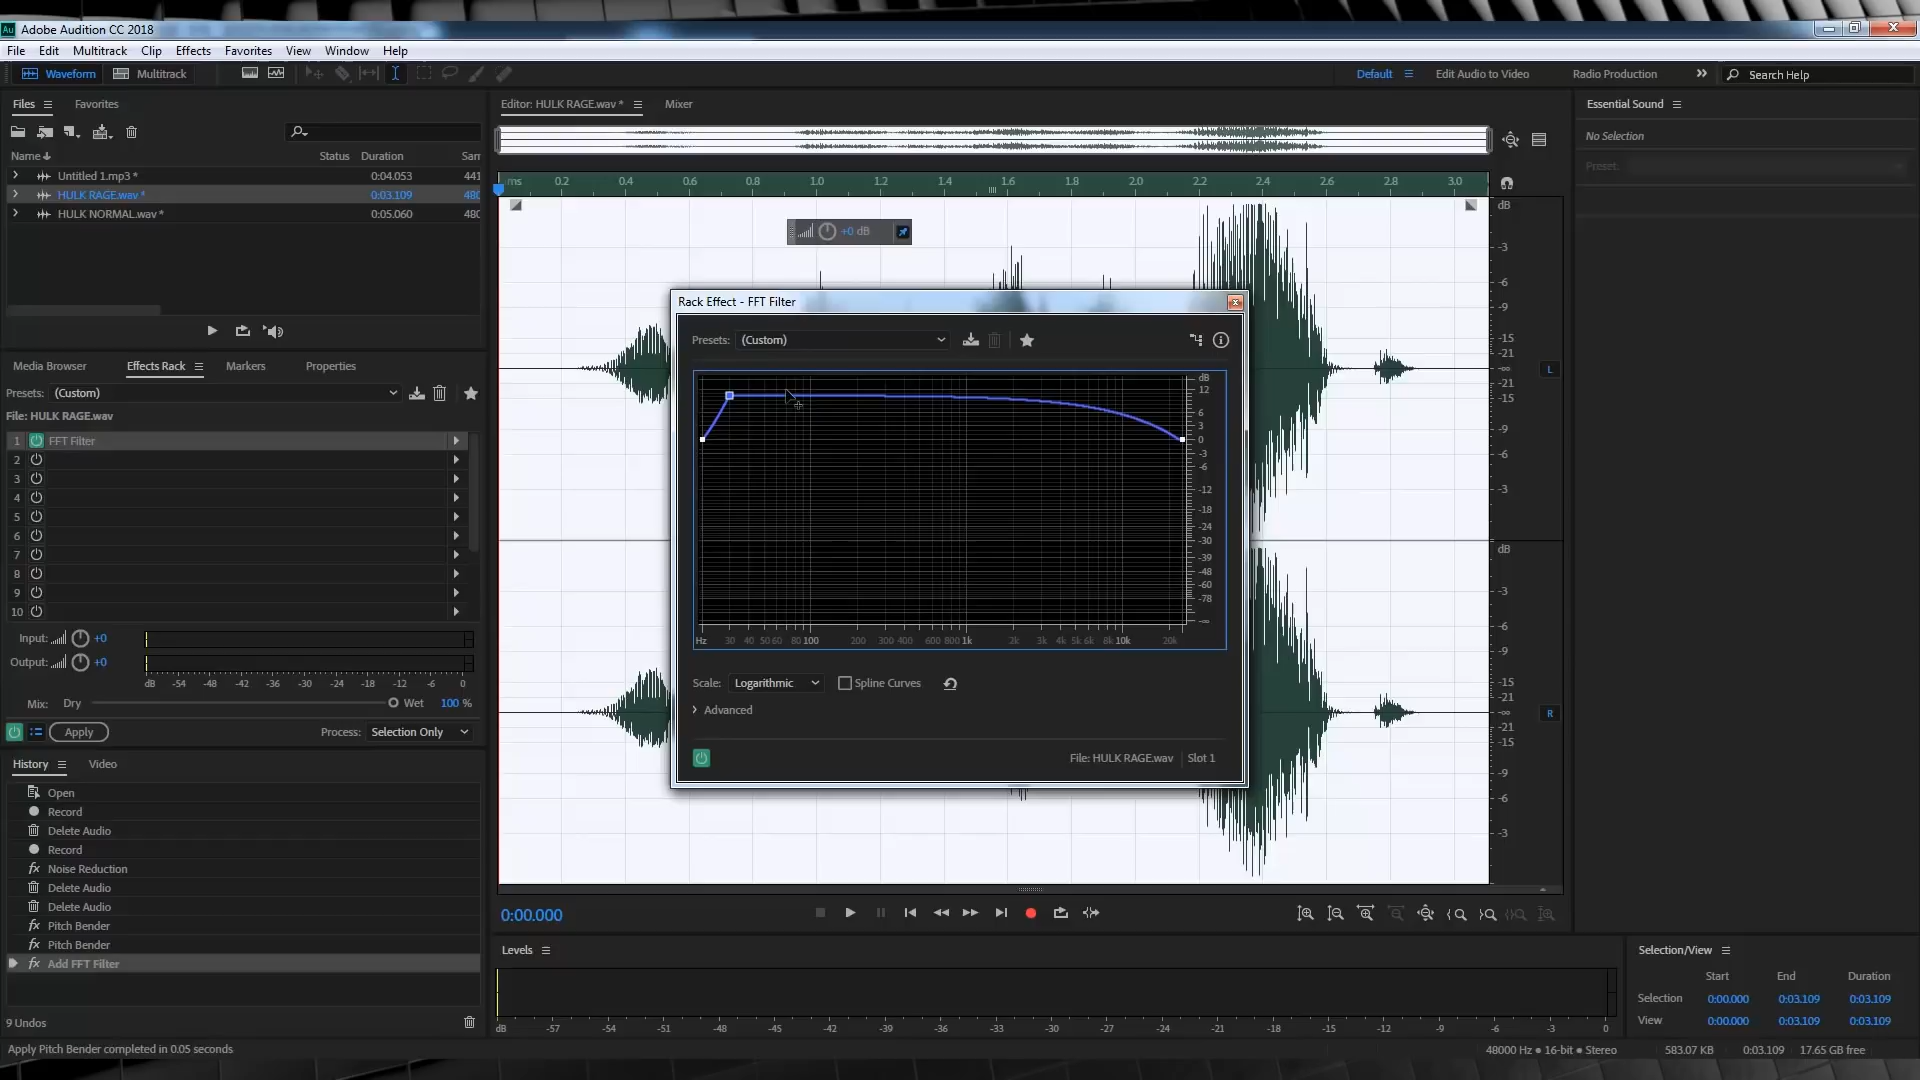 Au Adobe Audition CC 2018
File Edit Multitrack Clip Effects Favorites View Window Help
Waveform Multitrack Default Edit Audio to Video Radio Production Search Help
Files Favorites
Name Status Duration Sam
Untitled 1.mp3 * 0:04.053 441
HULK RAGE.wav * 0:03.109 480
HULK NORMAL.wav * 0:05.060 480
Media Browser Effects Rack Markers Properties
Presets: (Custom)
File: HULK RAGE.wav
1 FFT Filter
2
3
4
5
6
7
8
9
10
Input: +0
Output: +0
dB -54 -48 -42 -36 -30 -24 -18 -12 -6 0
Mix: Dry Wet 100 %
Apply Process: Selection Only
History Video
Open
Record
Delete Audio
Record
Noise Reduction
Delete Audio
Delete Audio
Pitch Bender
Pitch Bender
Add FFT Filter
9 Undos
Apply Pitch Bender completed in 0.05 seconds
Editor: HULK RAGE.wav * Mixer
hms 0.2 0.4 0.6 0.8 1.0 1.2 1.4 1.6 1.8 2.0 2.2 2.4 2.6 2.8 3.0
+0 dB
dB
-3
-6
-9
-15
-21
-∞
-21
-15
-9
-6
-3
L
dB
-3
-6
-9
-15
-21
-∞
-21
-15
-9
-6
-3
R
Rack Effect - FFT Filter
Presets: (Custom)
dB
12
6
3
0
-3
-6
-12
-18
-24
-30
-39
-48
-60
-78
-∞
Hz 30 40 50 60 80 100 200 300 400 600 800 1k 2k 3k 4k 5k 6k 8k 10k 20k
Scale: Logarithmic Spline Curves
Advanced
File: HULK RAGE.wav Slot 1
0:00.000
Levels
dB -57 -54 -51 -48 -45 -42 -39 -36 -33 -30 -27 -24 -21 -18 -15 -12 -9 -6 -3 0
Essential Sound
No Selection
Preset:
Selection/View
Start End Duration
Selection 0:00.000 0:03.109 0:03.109
View 0:00.000 0:03.109 0:03.109
48000 Hz • 16-bit • Stereo 583.07 KB 0:03.109 17.65 GB free